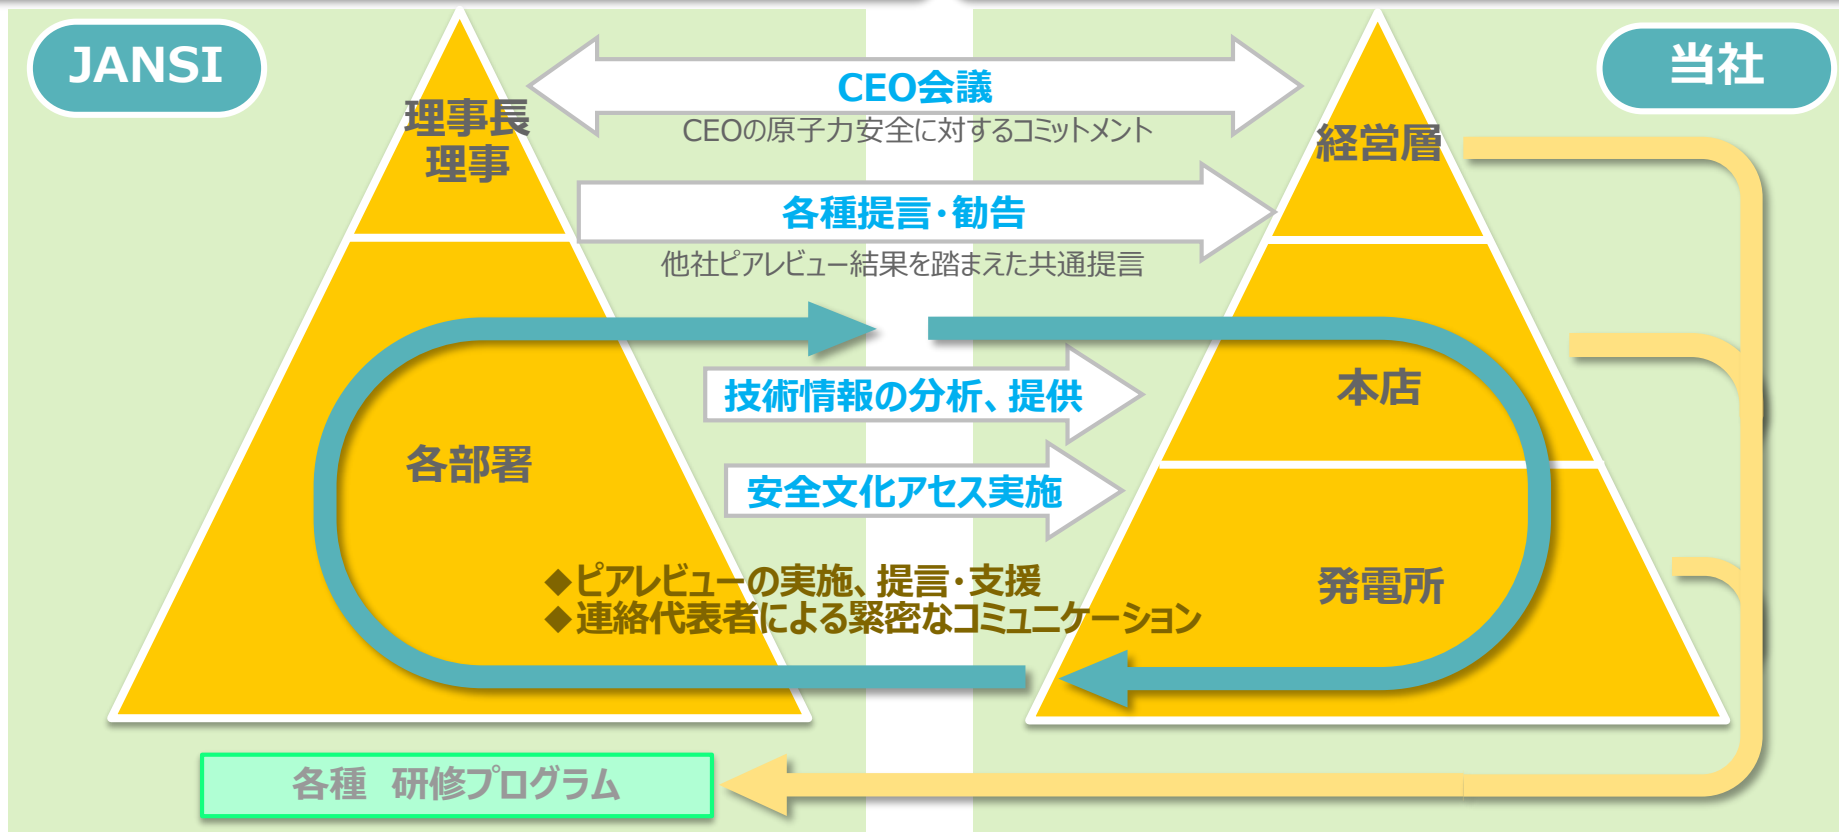 JANSI
当社
CEO会議
CEOの原子力安全に対するコミットメント
理事長
理事
経営層
各種提言・勧告
他社ピアレビュー結果を踏まえた共通提言
技術情報の分析、提供
本店
各部署
安全文化アセス実施
◆ピアレビューの実施、提言・支援
◆連絡代表者による緊密なコミュニケーション
発電所
各種 研修プログラム